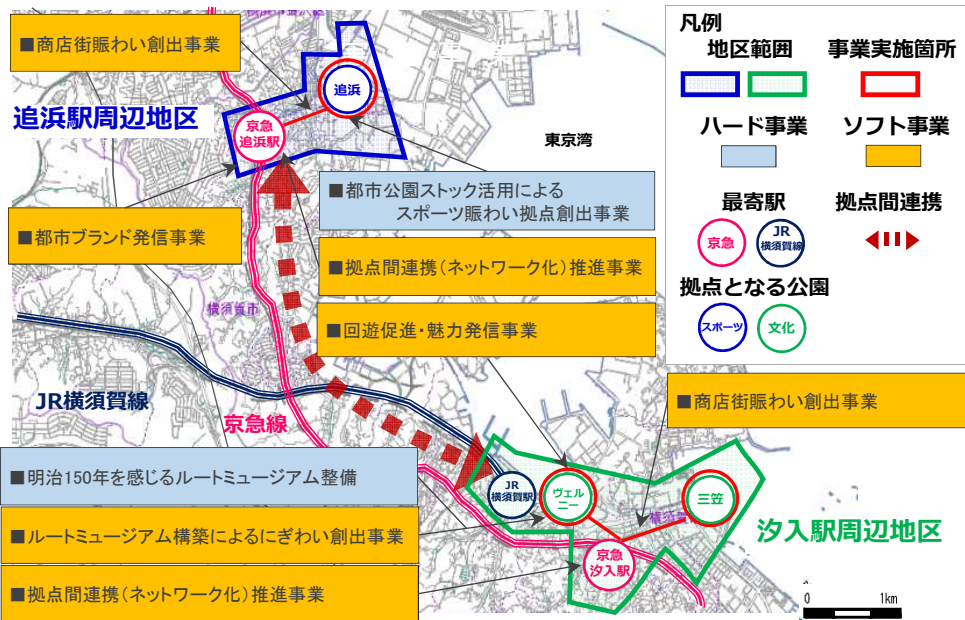 ■商店街賑わい創出事業
追浜駅周辺地区
追浜
京急
追浜駅
東京湾
■都市公園ストック活用による
スポーツ賑わい拠点創出事業
■都市ブランド発信事業
■拠点間連携(ネットワーク化)推進事業
■回遊促進・魅力発信事業
横須賀市
JR横須賀線
京急線
■商店街賑わい創出事業
■明治150年を感じるルートミュージアム整備
■ルートミュージアム構築によるにぎわい創出事業
■拠点間連携(ネットワーク化)推進事業
JR
横須賀駅
ヴェル
ニー
三笠
京急
汐入駅
汐入駅周辺地区
0 1km
凡例
地区範囲
事業実施箇所
ハード事業
ソフト事業
最寄駅
拠点間連携
京急
JR
横須賀線
拠点となる公園
スポーツ
文化